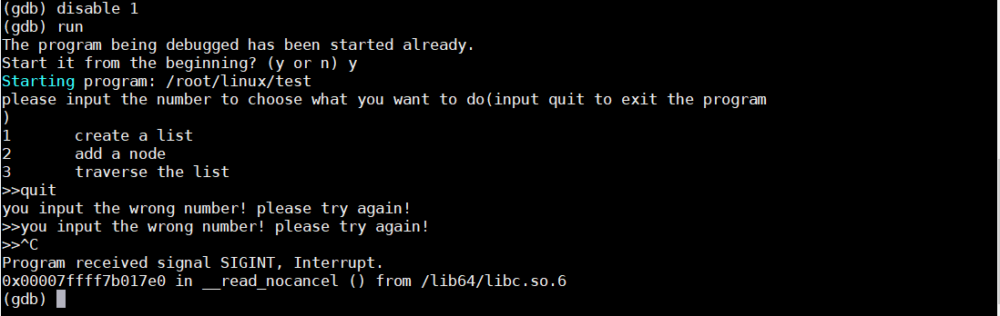 (gdb) disable 1
(gdb) run
The program being debugged has been started already.
Start it from the beginning? (y or n) y
Starting program: /root/linux/test
please input the number to choose what you want to do(input quit to exit the program
)
1       create a list
2       add a node
3       traverse the list
>>quit
you input the wrong number! please try again!
>>you input the wrong number! please try again!
>>^C
Program received signal SIGINT, Interrupt.
0x00007ffff7b017e0 in __read_nocancel () from /lib64/libc.so.6
(gdb)